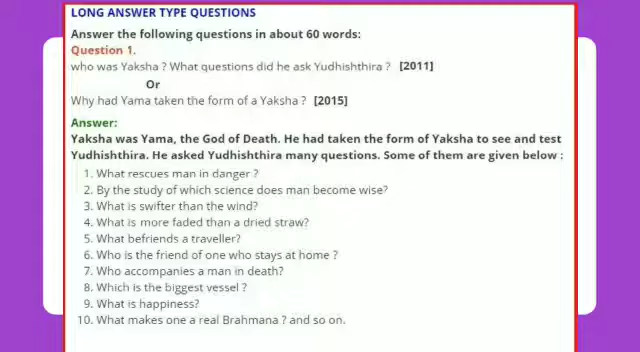 LONG ANSWER TYPE QUESTIONS
Answer the following questions in about 60 words:
Question 1.
who was Yaksha ? What questions did he ask Yudhishthira ? [2011]
Or
Why had Yama taken the form of a Yaksha ? [2015]
Answer:
Yaksha was Yama, the God of Death. He had taken the form of Yaksha to see and test
Yudhishthira. He asked Yudhishthira many questions. Some of them are given below :
1. What rescues man in danger ?
2. By the study of which science does man become wise?
3. What is swifter than the wind?
4. What is more faded than a dried straw?
5. What befriends a traveller?
6. Who is the friend of one who stays at home ?
7. Who accompanies a man in death?
8. Which is the biggest vessel ?
9. What is happiness?
10. What makes one a real Brahmana ? and so on.